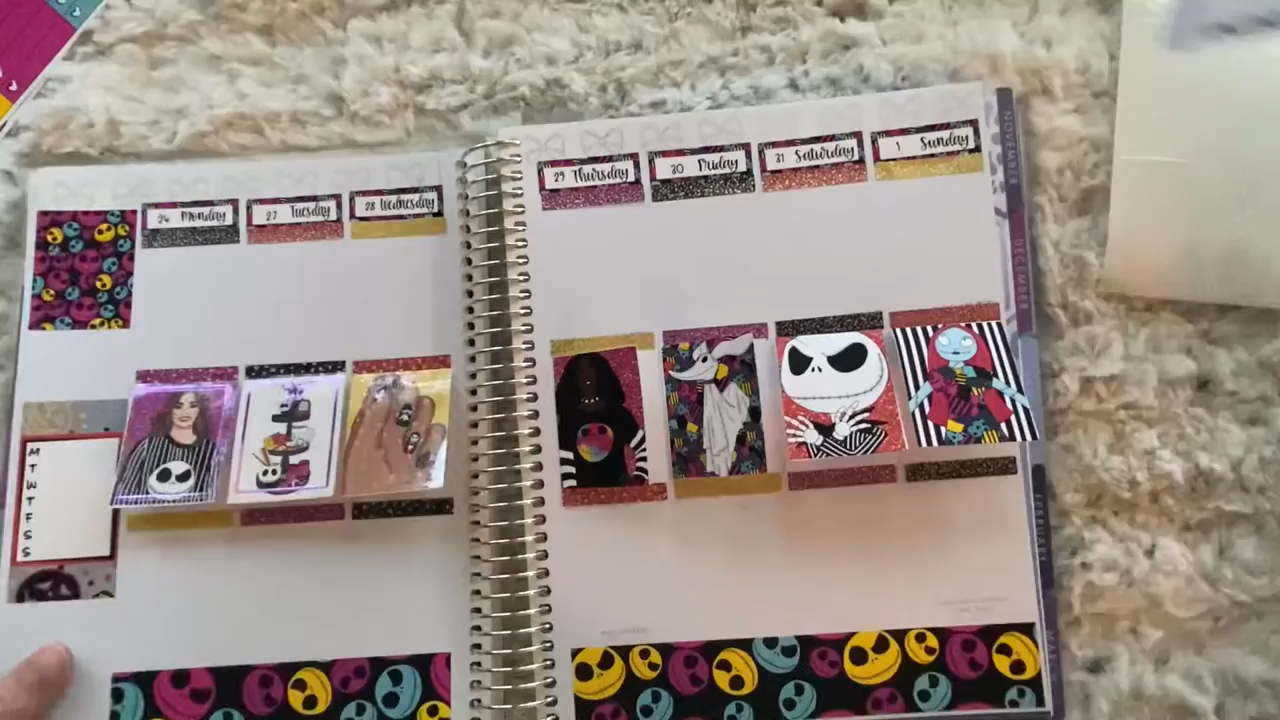 26 Monday
27 Tuesday
28 Wednesday
29 Thursday
30 Friday
31 Saturday
1 Sunday
M
T
W
T
F
S
S
NOVEMBER
DECEMBER
FEBRUARY